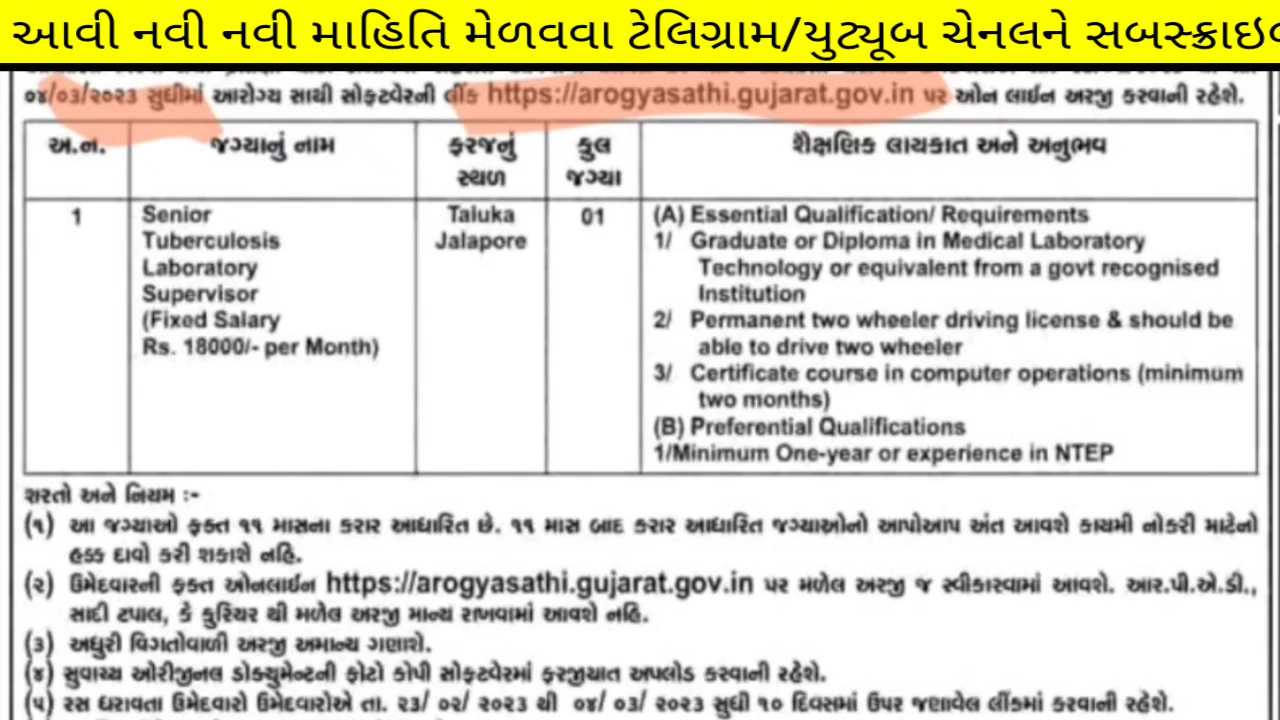 આવી નવી નવી માહિતિ મેળવવા ટેલિગ્રામ/યુટ્યૂબ ચેનલને
૦૪/૦૩/૨૦૨૩ સુધીમાં આરોગ્ય સાથી સોફટવેરની લીંક https://arogyasathi.gujarat.gov.in પર ઓન લાઈન અરજી કરવાની રહેશે.
અ.ન. જગ્યાનું નામ ફરજનું સ્થળ કુલ જગ્યા શૈક્ષણિક લાયકાત અને અનુભવ
1 Senior Tuberculosis Laboratory Supervisor (Fixed Salary Rs. 18000/- per Month) Taluka Jalapore 01
(A) Essential Qualification/ Requirements
1/ Graduate or Diploma in Medical Laboratory
Technology or equivalent from a govt recognised
Institution
2/ Permanent two wheeler driving license & should be
able to drive two wheeler
3/ Certificate course in computer operations (minimum
two months)
(B) Preferential Qualifications
1/Minimum One-year or experience in NTEP
શરતો અને નિયમ :-
(૧) આ જગ્યાઓ ફક્ત ૧૧ માસના કરાર આધારિત છે. ૧૧ માસ બાદ કરાર આધારિત જગ્યાઓનો આપોઆપ અંત આવશે કાયમી નોકરી માટેનો
હક્ક દાવો કરી શકાશે નહિ.
(૨) ઉમેદવારની ફક્ત ઓનલાઈન https://arogyasathi.gujarat.gov.in પર મળેલ અરજી જ સ્વીકારવામાં આવશે. આર.પી.એ.ડી.,
સાદી ટપાલ, કે કુરિયર થી મળેલ અરજી માન્ય રાખવામાં આવશે નહિ.
(૩) અધુરી વિગતોવાળી અરજી અમાન્ય ગણાશે.
(૪) સુવાચ્ય ઓરીજીનલ ડોક્યુમેન્ટની ફોટો કોપી સોફટવેરમાં ફરજીયાત અપલોડ કરવાની રહેશે.
(૫) રસ ધરાવતા ઉમેદવારો ઉમેદવારોએ તા. ૨૩/ ૦૨/ ૨૦૨૩ થી ૦૪/ ૦૩/ ૨૦૨૩ સુધી ૧૦ દિવસમાં ઉપર જણાવેલ લીંકમાં કરવાની રહેશે.